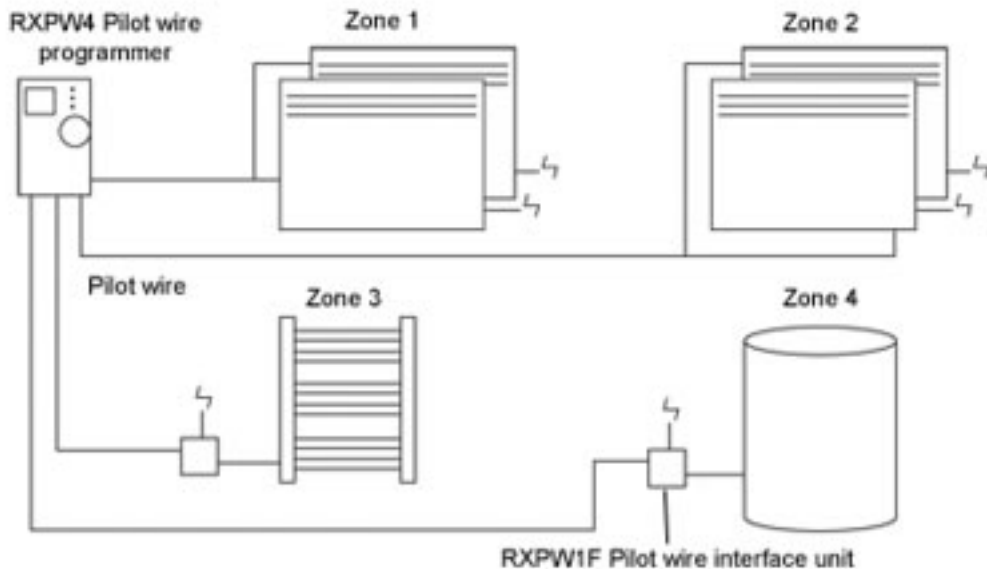 RXPW4 Pilot wire
programmer
Zone 1
Zone 2
Pilot wire
Zone 3
Zone 4
RXPW1F Pilot wire interface unit